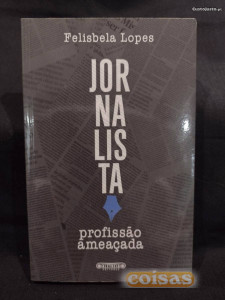 Felisbela Lopes
JOR
NA
LIS
TA
profissão
ameaçada
coisas